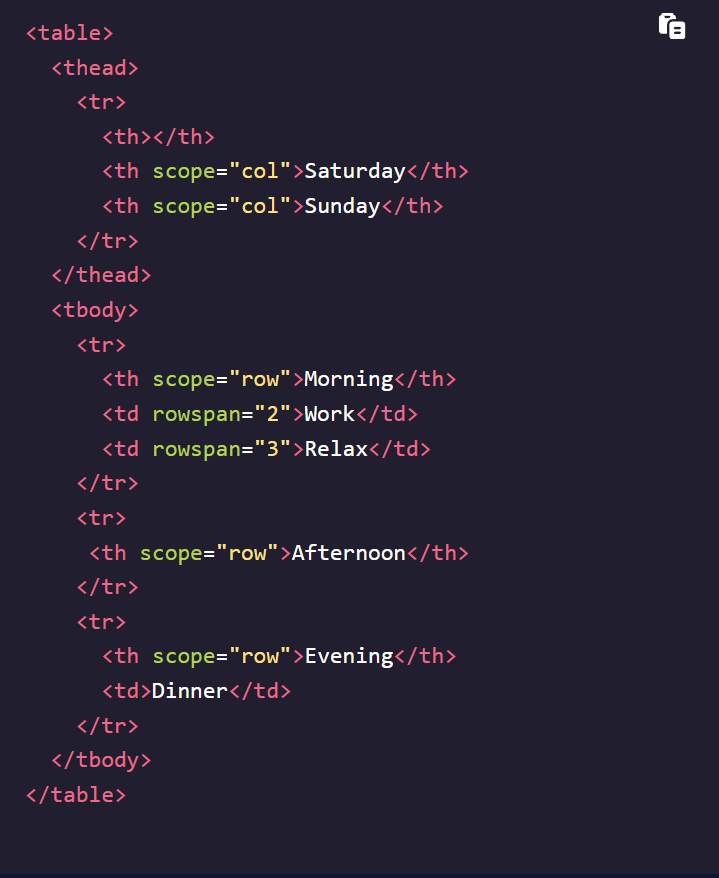 <table>
  <thead>
    <tr>
      <th></th>
      <th scope="col">Saturday</th>
      <th scope="col">Sunday</th>
    </tr>
  </thead>
  <tbody>
    <tr>
      <th scope="row">Morning</th>
      <td rowspan="2">Work</td>
      <td rowspan="3">Relax</td>
    </tr>
    <tr>
     <th scope="row">Afternoon</th>
    </tr>
    <tr>
      <th scope="row">Evening</th>
      <td>Dinner</td>
    </tr>
  </tbody>
</table>